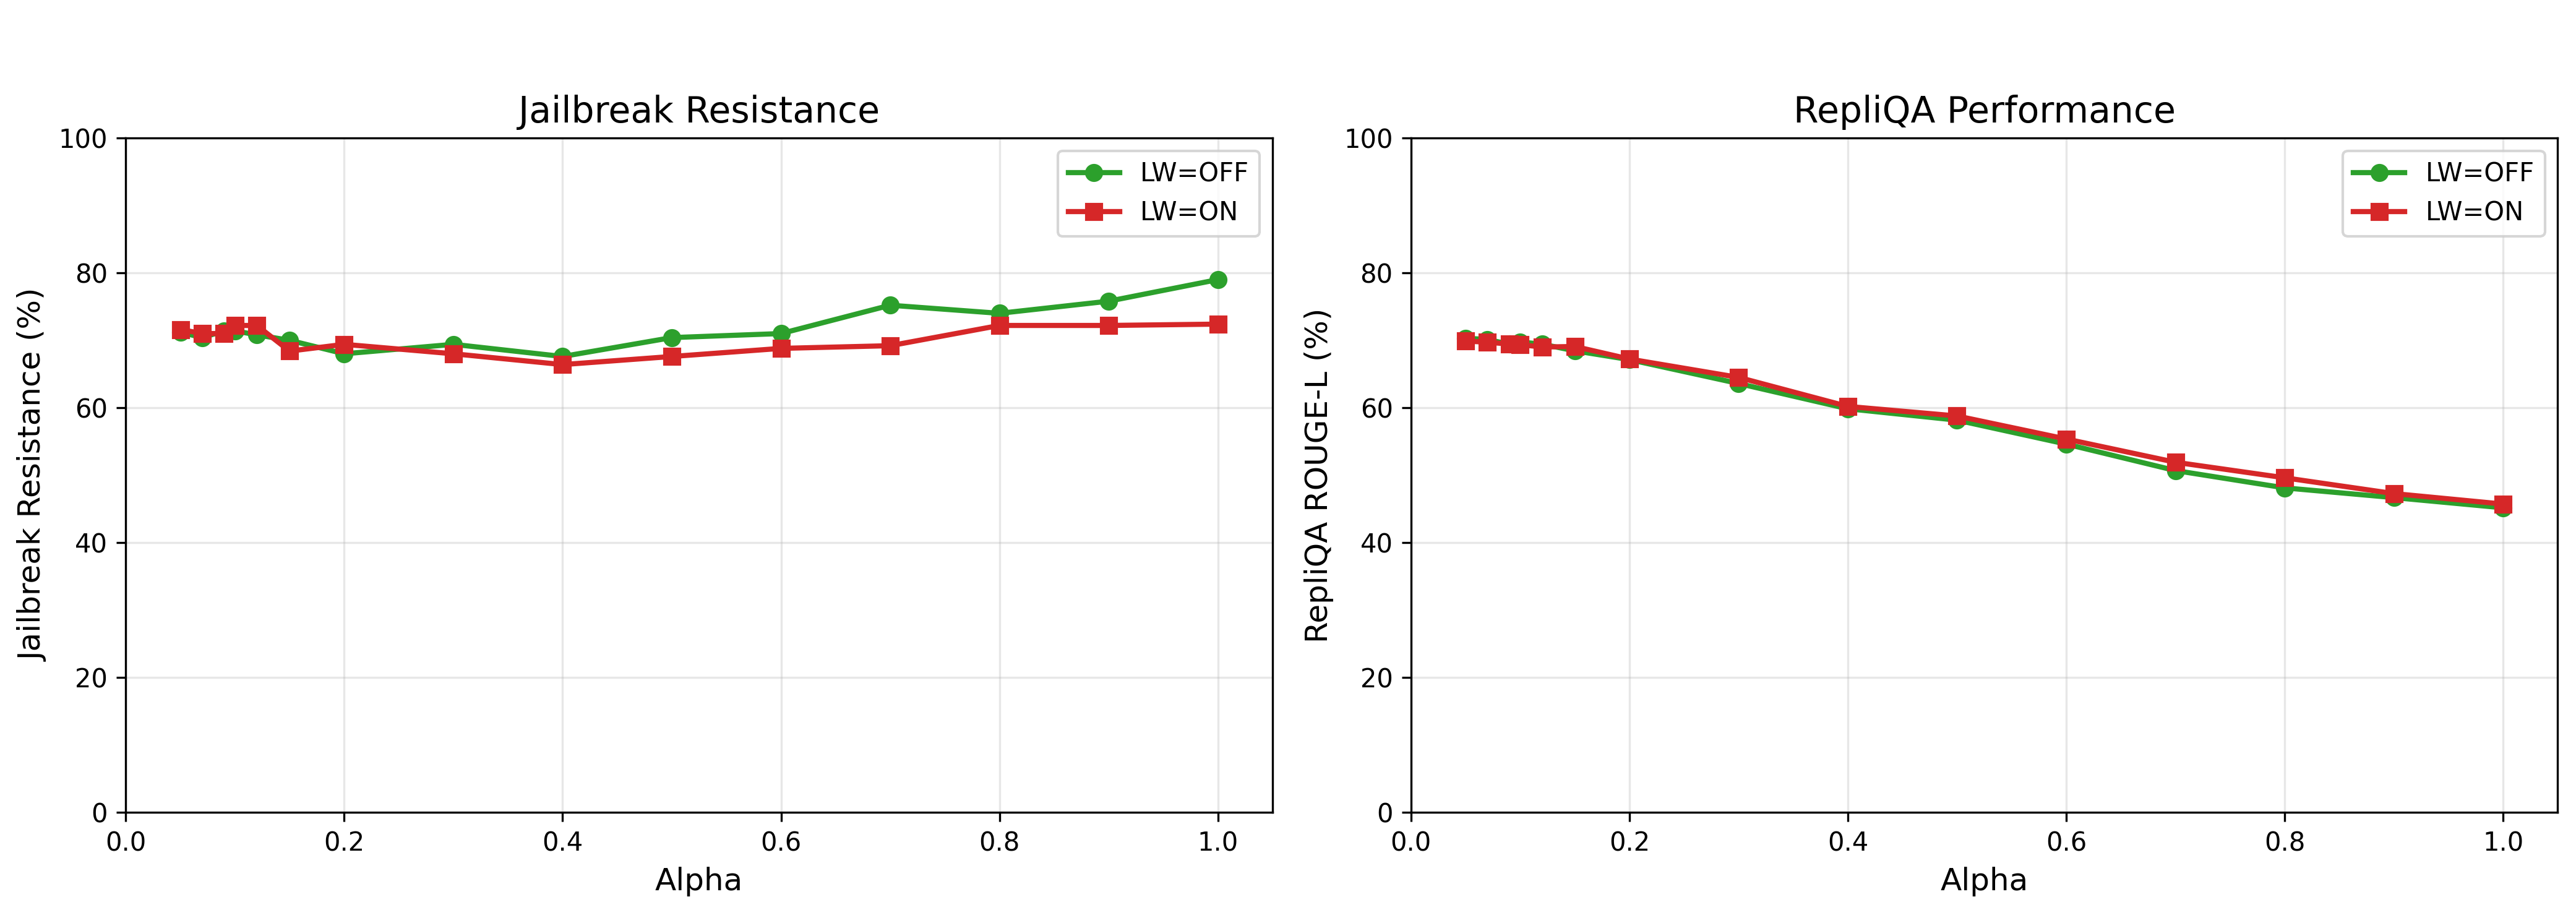 Jailbreak Resistance
Jailbreak Resistance (%)
100
80
60
40
20
0
0.0 0.2 0.4 0.6 0.8 1.0
Alpha
LW=OFF
LW=ON
RepliQA Performance
RepliQA ROUGE-L (%)
100
80
60
40
20
0
0.0 0.2 0.4 0.6 0.8 1.0
Alpha
LW=OFF
LW=ON